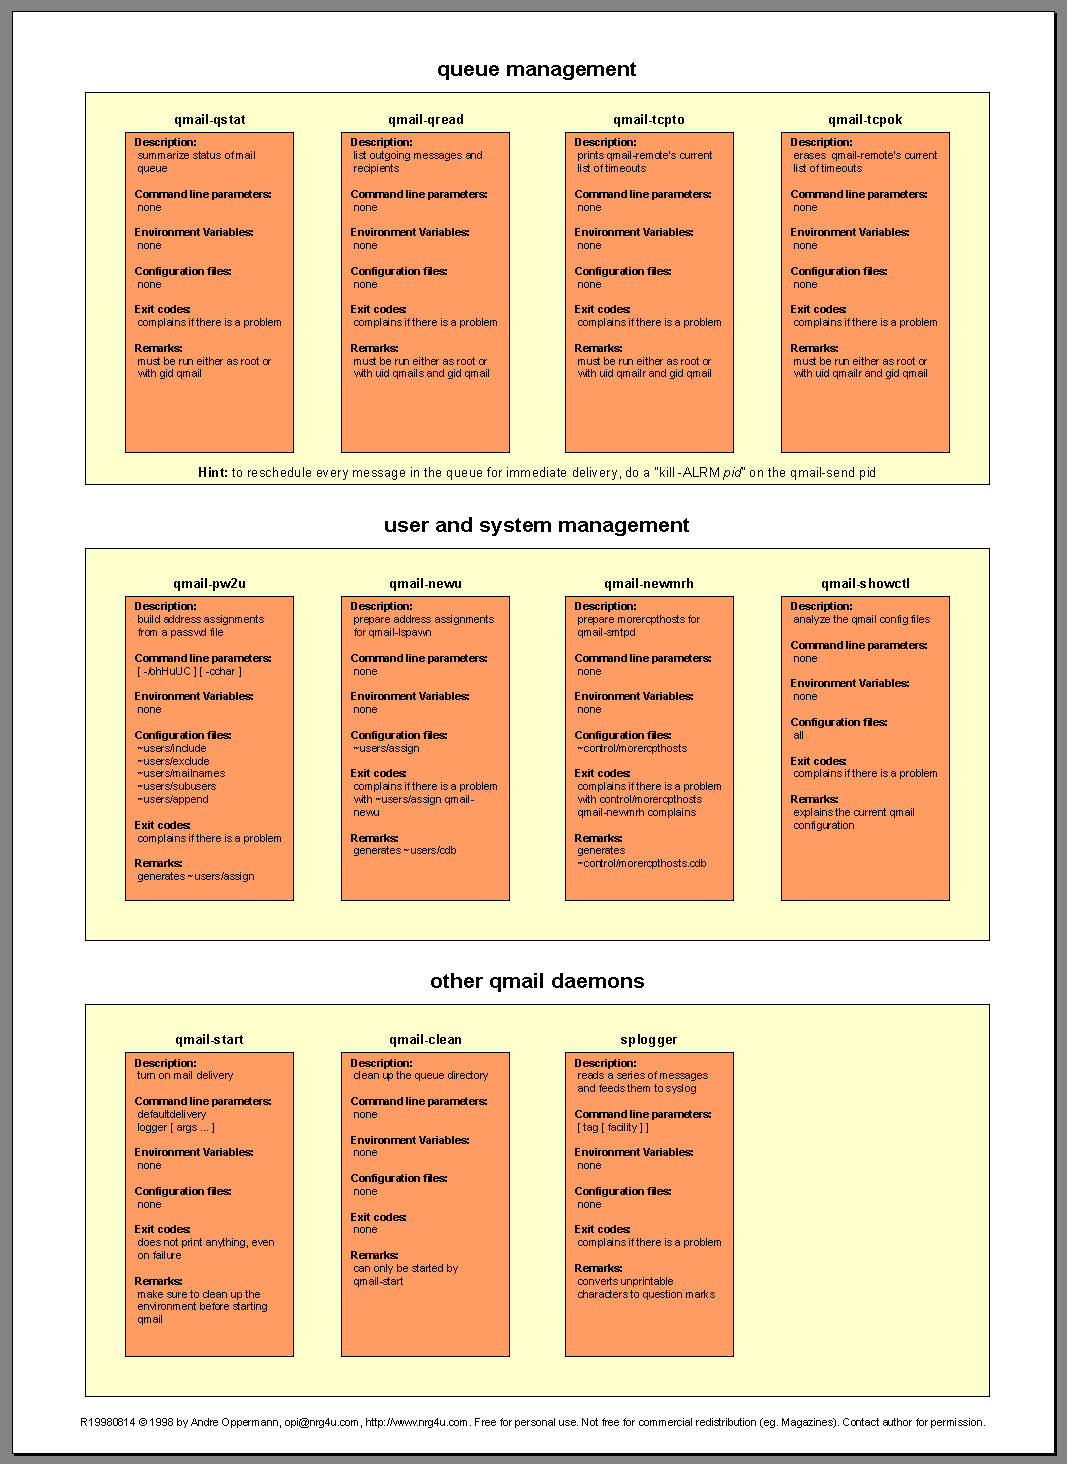 queue management
qmail-qstat
Description:
summarize status of mail
queue
Command line parameters:
none
Environment Variables:
none
Configuration files:
none
Exit codes:
complains if there is a problem
Remarks:
must be run either as root or
with gid qmail
qmail-qread
Description:
list outgoing messages and
recipients
Command line parameters:
none
Environment Variables:
none
Configuration files:
none
Exit codes:
complains if there is a problem
Remarks:
must be run either as root or
with uid qmails and gid qmail
qmail-tcpto
Description:
prints qmail-remote's current
list of timeouts
Command line parameters:
none
Environment Variables:
none
Configuration files:
none
Exit codes:
complains if there is a problem
Remarks:
must be run either as root or
with uid qmailr and gid qmail
qmail-tcpok
Description:
erases qmail-remote's current
list of timeouts
Command line parameters:
none
Environment Variables:
none
Configuration files:
none
Exit codes:
complains if there is a problem
Remarks:
must be run either as root or
with uid qmailr and gid qmail
Hint: to reschedule every message in the queue for immediate delivery, do a "kill -ALRM pid" on the qmail-send pid
user and system management
qmail-pw2u
Description:
build address assignments
from a passwd file
Command line parameters:
[ -/ohHuUC ] [ -cchar ]
Environment Variables:
none
Configuration files:
~users/include
~users/exclude
~users/mailnames
~users/subusers
~users/append
Exit codes:
complains if there is a problem
Remarks:
generates ~users/assign
qmail-newu
Description:
prepare address assignments
for qmail-lspawn
Command line parameters:
none
Environment Variables:
none
Configuration files:
~users/assign
Exit codes:
complains if there is a problem
with ~users/assign qmail-
newu
Remarks:
generates ~users/cdb
qmail-newmrh
Description:
prepare morercpthosts for
qmail-smtpd
Command line parameters:
none
Environment Variables:
none
Configuration files:
~control/morercpthosts
Exit codes:
complains if there is a problem
with control/morercpthosts
qmail-newmrh complains
Remarks:
generates
~control/morercpthosts.cdb
qmail-showctl
Description:
analyze the qmail config files
Command line parameters:
none
Environment Variables:
none
Configuration files:
all
Exit codes:
complains if there is a problem
Remarks:
explains the current qmail
configuration
other qmail daemons
qmail-start
Description:
turn on mail delivery
Command line parameters:
defaultdelivery
logger [ args ... ]
Environment Variables:
none
Configuration files:
none
Exit codes:
does not print anything, even
on failure
Remarks:
make sure to clean up the
environment before starting
qmail
qmail-clean
Description:
clean up the queue directory
Command line parameters:
none
Environment Variables:
none
Configuration files:
none
Exit codes:
none
Remarks:
can only be started by
qmail-start
splogger
Description:
reads a series of messages
and feeds them to syslog
Command line parameters:
[ tag [ facility ] ]
Environment Variables:
none
Configuration files:
none
Exit codes:
complains if there is a problem
Remarks:
converts unprintable
characters to question marks
R19980814 © 1998 by Andre Oppermann, opi@nrg4u.com, http://www.nrg4u.com. Free for personal use. Not free for commercial redistribution (eg. Magazines). Contact author for permission.